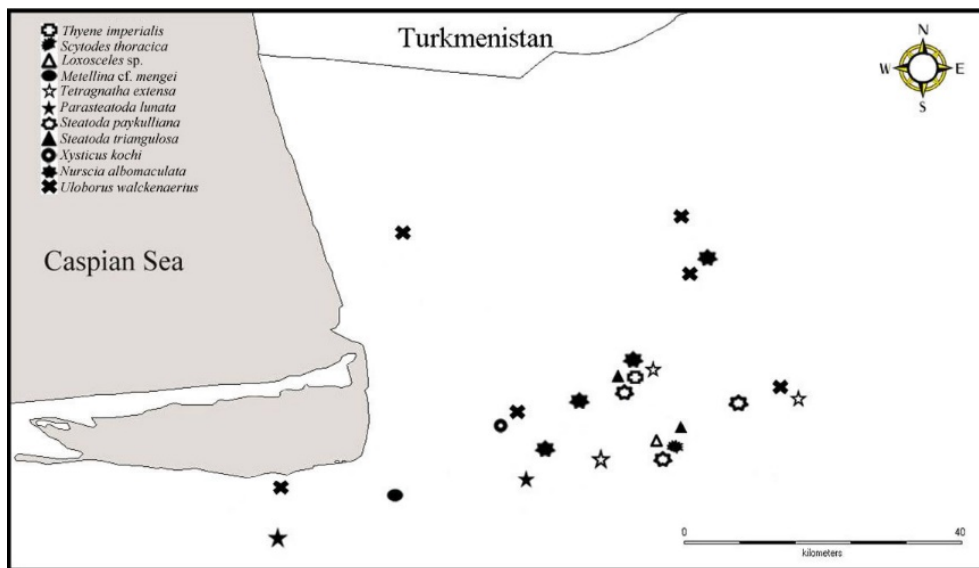 Thyene imperialis
Scytodes thoracica
Loxosceles sp.
Metellina cf. mengei
Tetragnatha extensa
Parasteatoda lunata
Steatoda paykulliana
Steatoda triangulosa
Xysticus kochi
Nurscia albomaculata
Uloborus walckenaerius
Turkmenistan
N
W E
S
Caspian Sea
0 40
kilometers